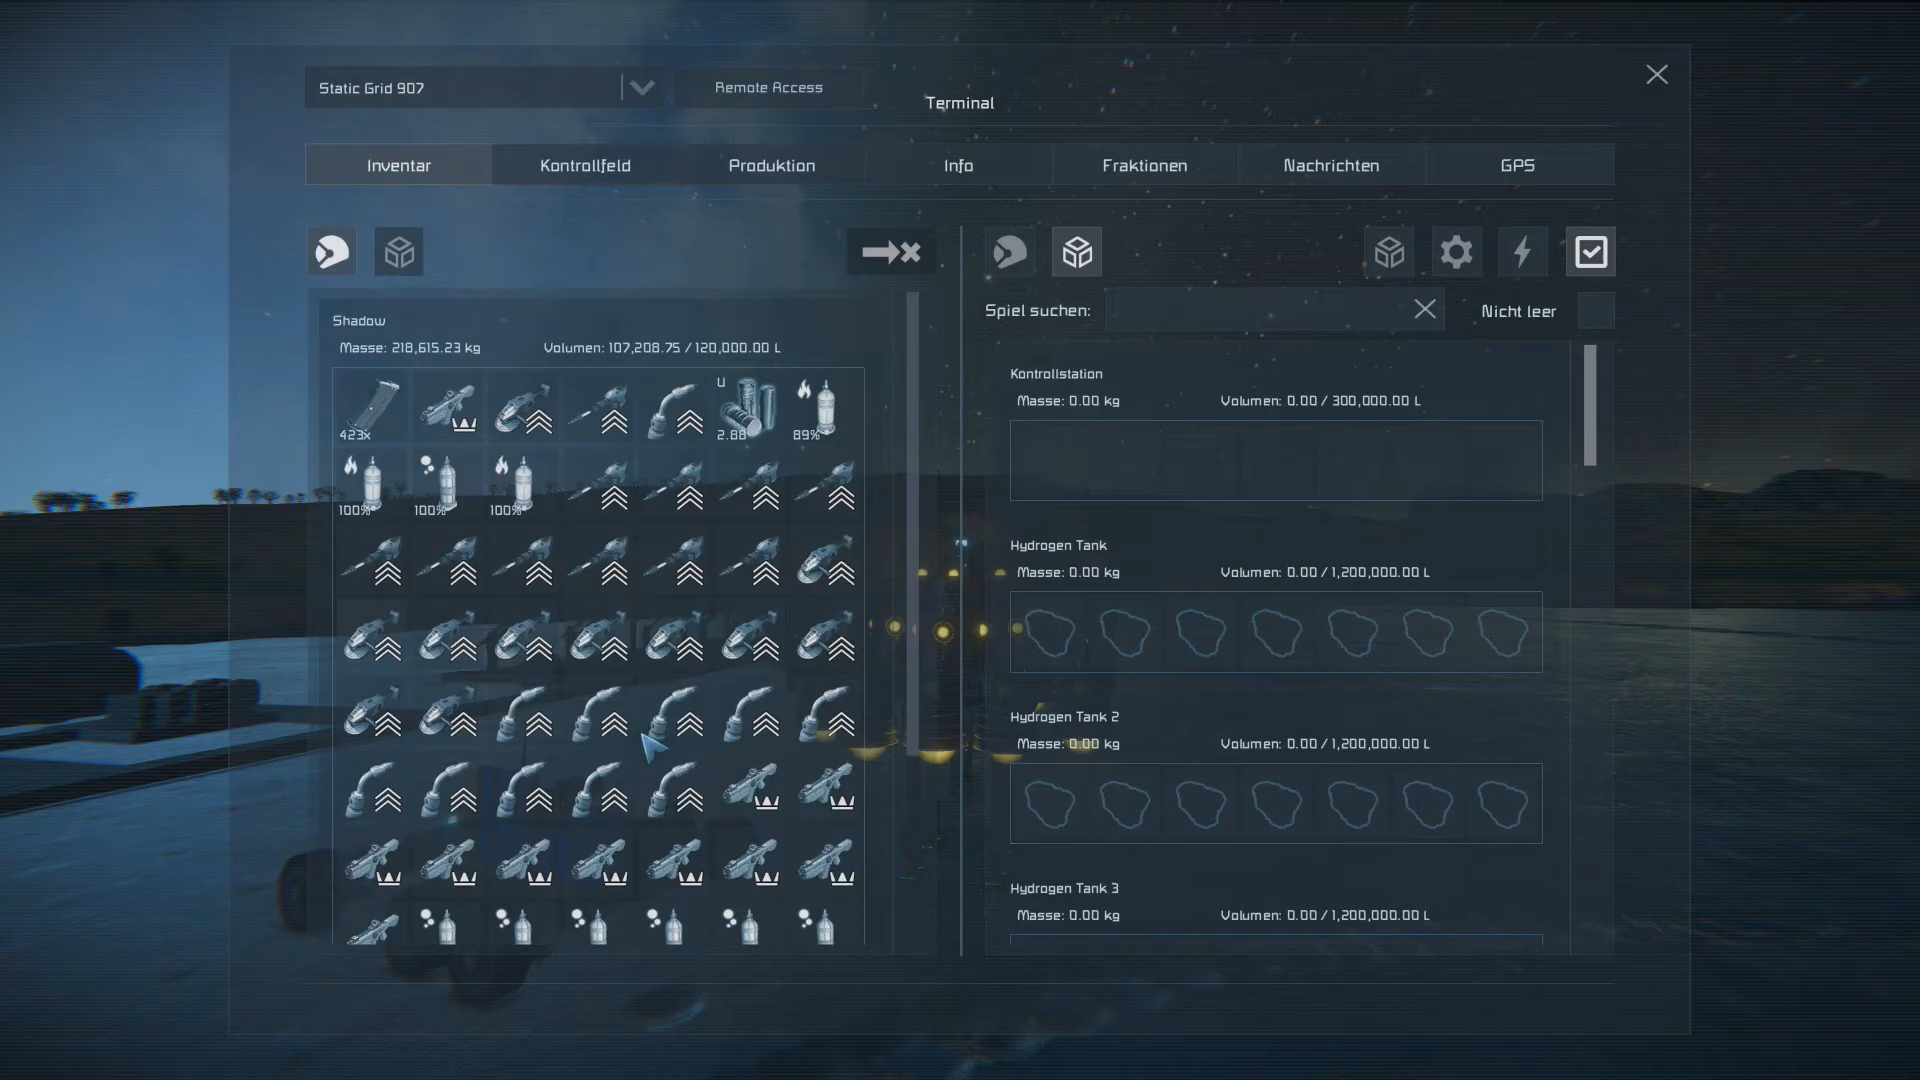 Static Grid 907
Remote Access
Terminal
Inventar
Kontrollfeld
Produktion
Info
Fraktionen
Nachrichten
GPS
Shadow
Masse: 218,615.23 kg
Volumen: 107,208.75 / 120,000.00 L
423x
U
2.88
89%
100%
100%
100%
Spiel suchen:
Nicht leer
Kontrollstation
Masse: 0.00 kg
Volumen: 0.00 / 300,000.00 L
Hydrogen Tank
Masse: 0.00 kg
Volumen: 0.00 / 1,200,000.00 L
Hydrogen Tank 2
Masse: 0.00 kg
Volumen: 0.00 / 1,200,000.00 L
Hydrogen Tank 3
Masse: 0.00 kg
Volumen: 0.00 / 1,200,000.00 L